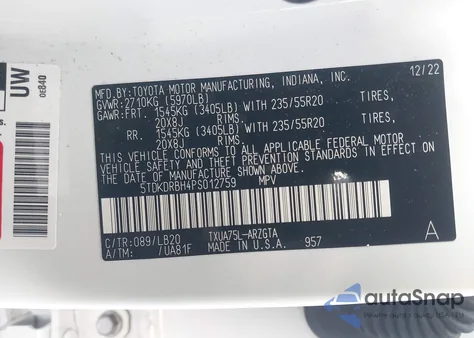 MFD.BY:TOYOTA MOTOR MANUFACTURING, INDIANA, INC.
12/22
GVWR:2710KG (5970LB)
GAWR:FRT. 1545KG (3405LB) WITH 235/55R20 TIRES,
20X8J RIMS,
RR. 1545KG (3405LB) WITH 235/55R20 TIRES,
20X8J RIMS.
THIS VEHICLE CONFORMS TO ALL APPLICABLE FEDERAL MOTOR
VEHICLE SAFETY AND THEFT PREVENTION STANDARDS IN EFFECT
ON THE DATE OF MANUFACTURE SHOWN ABOVE.
5TDKDRBH4PS012759 MPV
C/TR:089/LB20 TXUA75L-ARZGTA
A/TM: /UA81F MADE IN U.S.A. 957
A
UW
0E840
s.
autoSnap